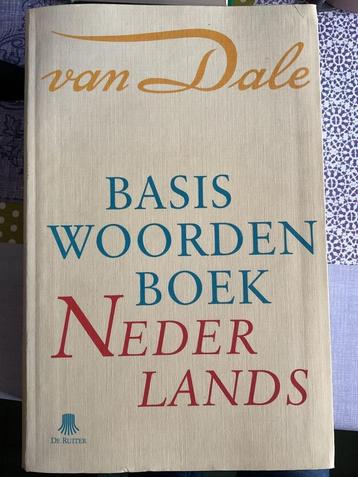 van Dale
BASIS
WOORDEN
BOEK
NEDER
LANDS
DE RUITER